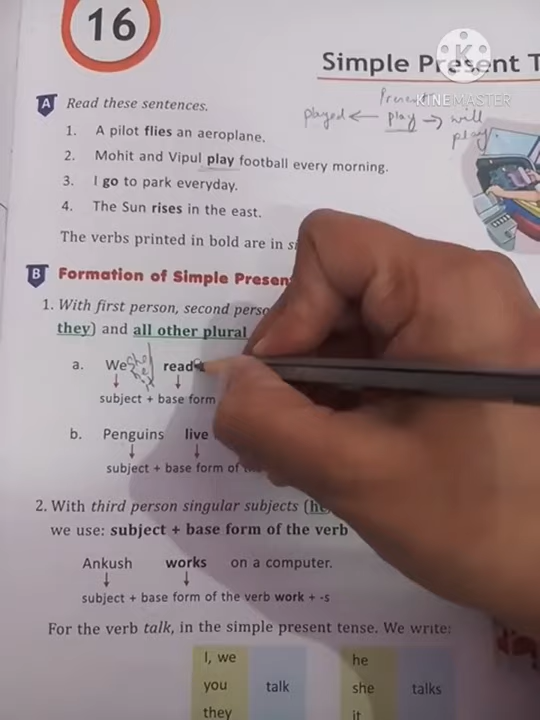 16
Simple Present T
KINEMASTER
Present
played ← play → will play
A Read these sentences.
1. A pilot flies an aeroplane.
2. Mohit and Vipul play football every morning.
3. I go to park everyday.
4. The Sun rises in the east.
The verbs printed in bold are in si
B Formation of Simple Presen
1. With first person, second perso
they) and all other plural
a. We she he read
subject + base form
b. Penguins live
subject + base form of
2. With third person singular subjects (he,
we use: subject + base form of the verb
Ankush works on a computer.
subject + base form of the verb work + -s
For the verb talk, in the simple present tense. We write:
I, we he
you talk she talks
they it